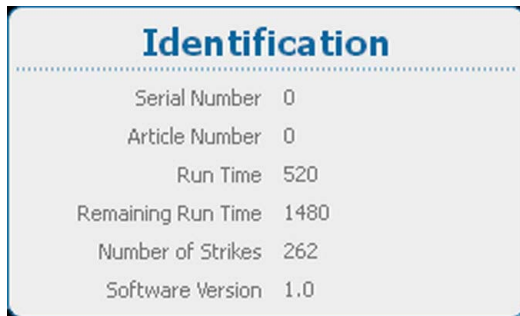 Identification
Serial Number 0
Article Number 0
Run Time 520
Remaining Run Time 1480
Number of Strikes 262
Software Version 1.0